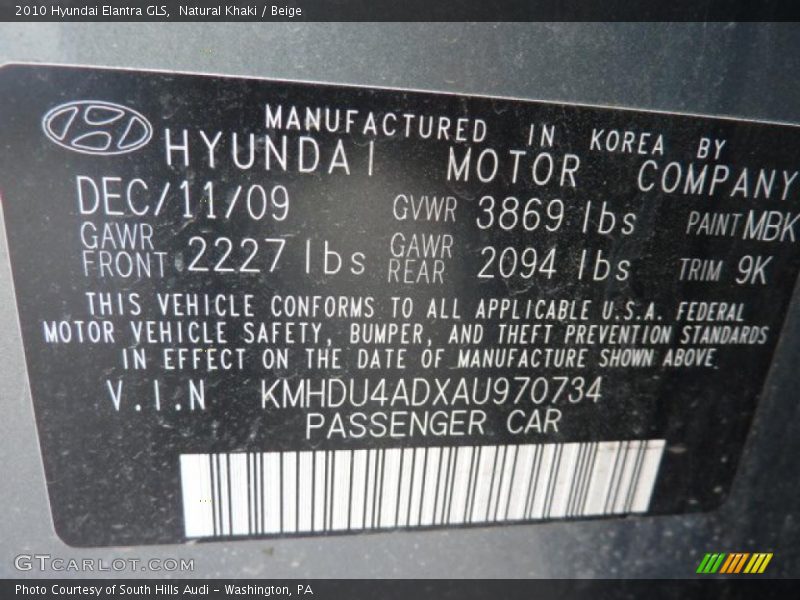 2010 Hyundai Elantra GLS, Natural Khaki / Beige
MANUFACTURED IN KOREA BY
HYUNDAI MOTOR COMPANY
DEC/11/09 GVWR 3869 lbs PAINT MBK
GAWR FRONT 2227 lbs GAWR REAR 2094 lbs TRIM 9K
THIS VEHICLE CONFORMS TO ALL APPLICABLE U.S.A. FEDERAL
MOTOR VEHICLE SAFETY, BUMPER, AND THEFT PREVENTION STANDARDS
IN EFFECT ON THE DATE OF MANUFACTURE SHOWN ABOVE.
V.I.N KMHDU4ADXAU970734
PASSENGER CAR
GTCARLOT.COM
Photo Courtesy of South Hills Audi - Washington, PA